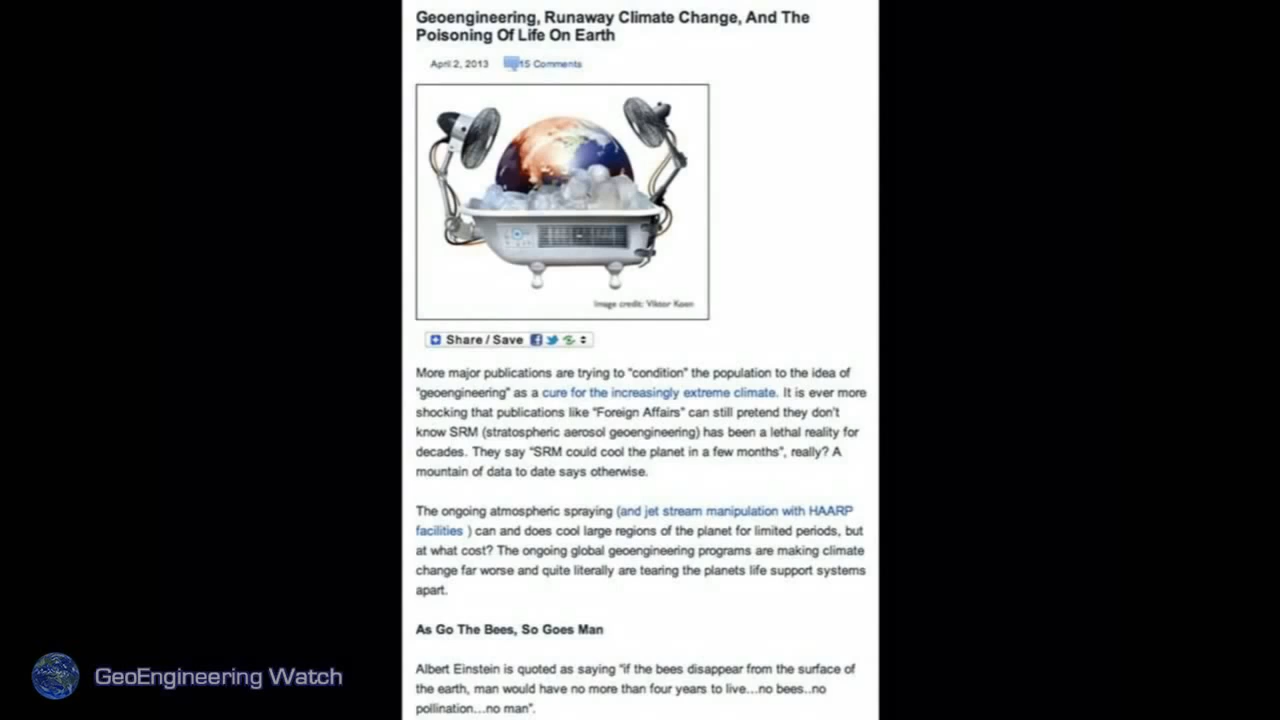 Geoengineering, Runaway Climate Change, And The
Poisoning Of Life On Earth
April 2, 2013 15 Comments
Image credit: Viktor Koen
Share / Save
More major publications are trying to "condition" the population to the idea of
"geoengineering" as a cure for the increasingly extreme climate. It is ever more
shocking that publications like "Foreign Affairs" can still pretend they don't
know SRM (stratospheric aerosol geoengineering) has been a lethal reality for
decades. They say "SRM could cool the planet in a few months", really? A
mountain of data to date says otherwise.
The ongoing atmospheric spraying (and jet stream manipulation with HAARP
facilities ) can and does cool large regions of the planet for limited periods, but
at what cost? The ongoing global geoengineering programs are making climate
change far worse and quite literally are tearing the planets life support systems
apart.
As Go The Bees, So Goes Man
Albert Einstein is quoted as saying "if the bees disappear from the surface of
the earth, man would have no more than four years to live...no bees..no
pollination...no man".
GeoEngineering Watch